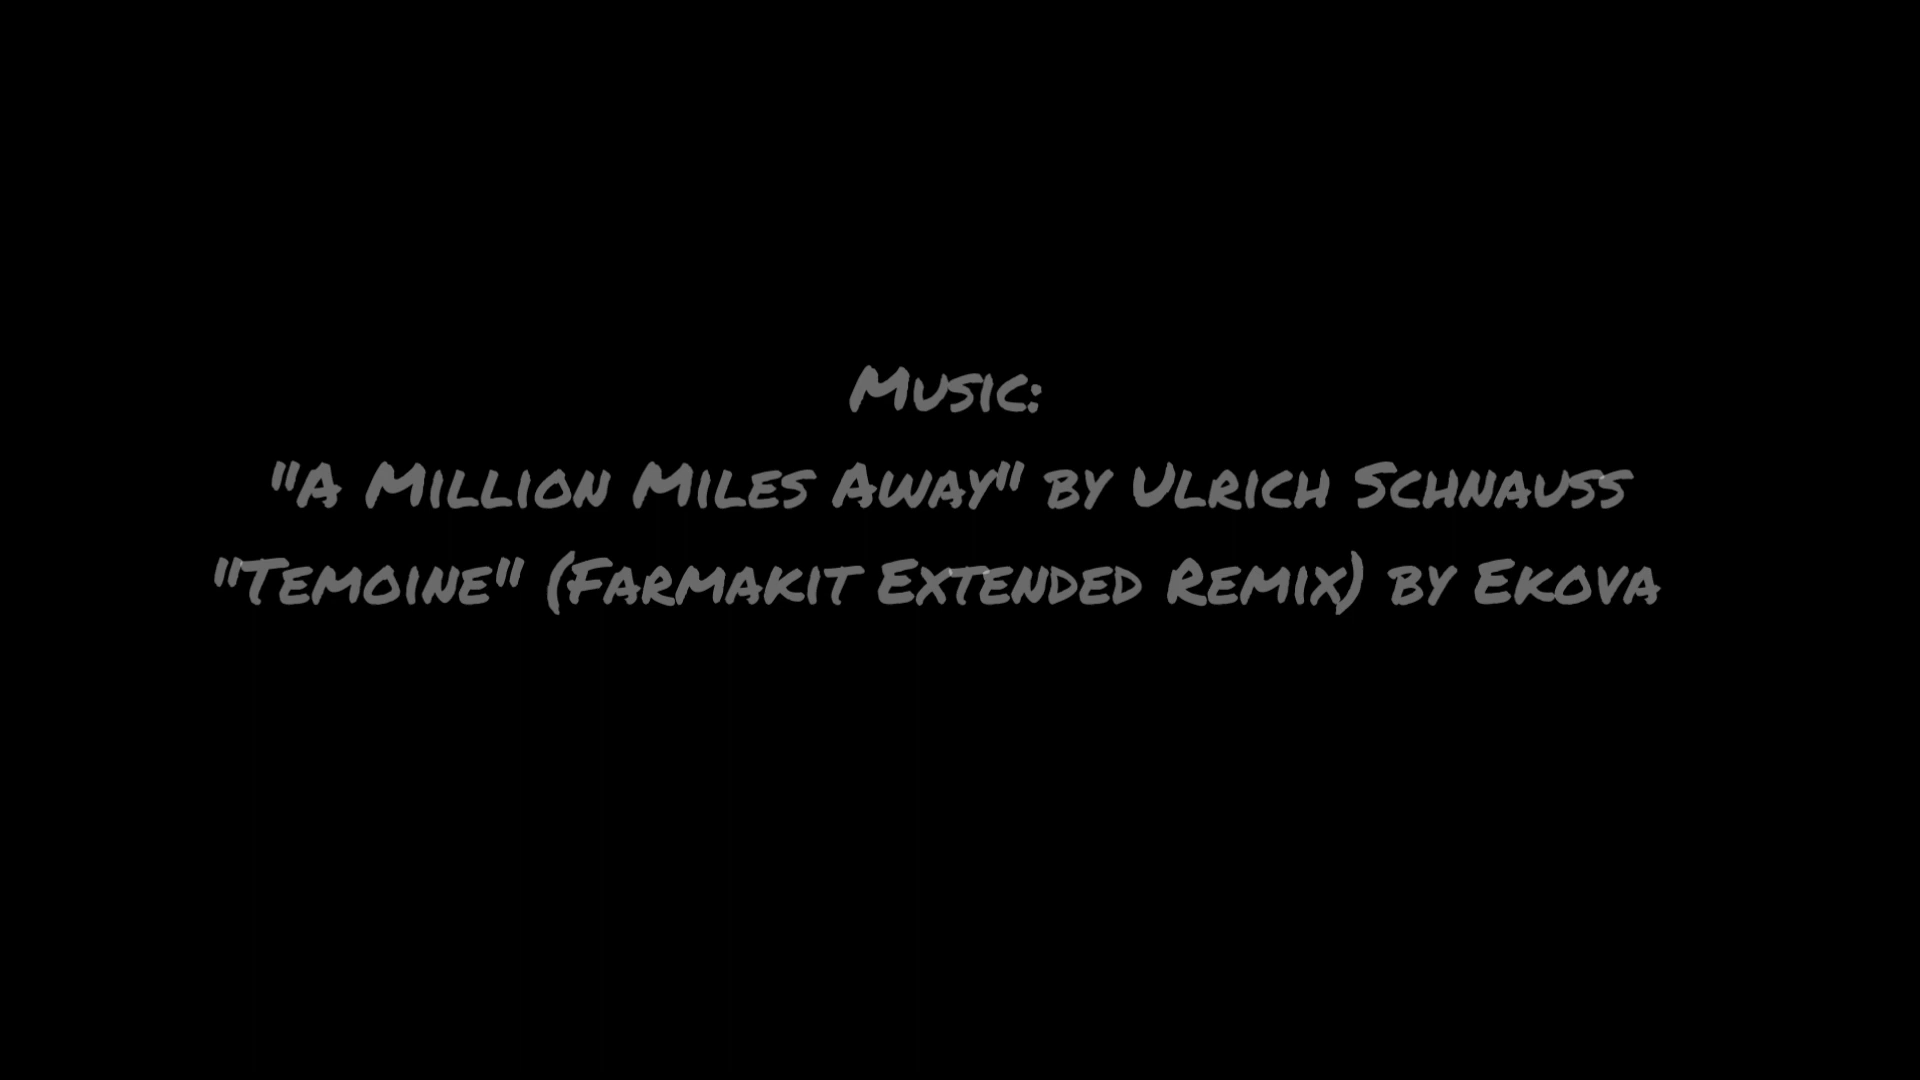 Music:
"A Million Miles Away" by Ulrich Schnauss
"Temoine" (Farmakit Extended Remix) by Ekova